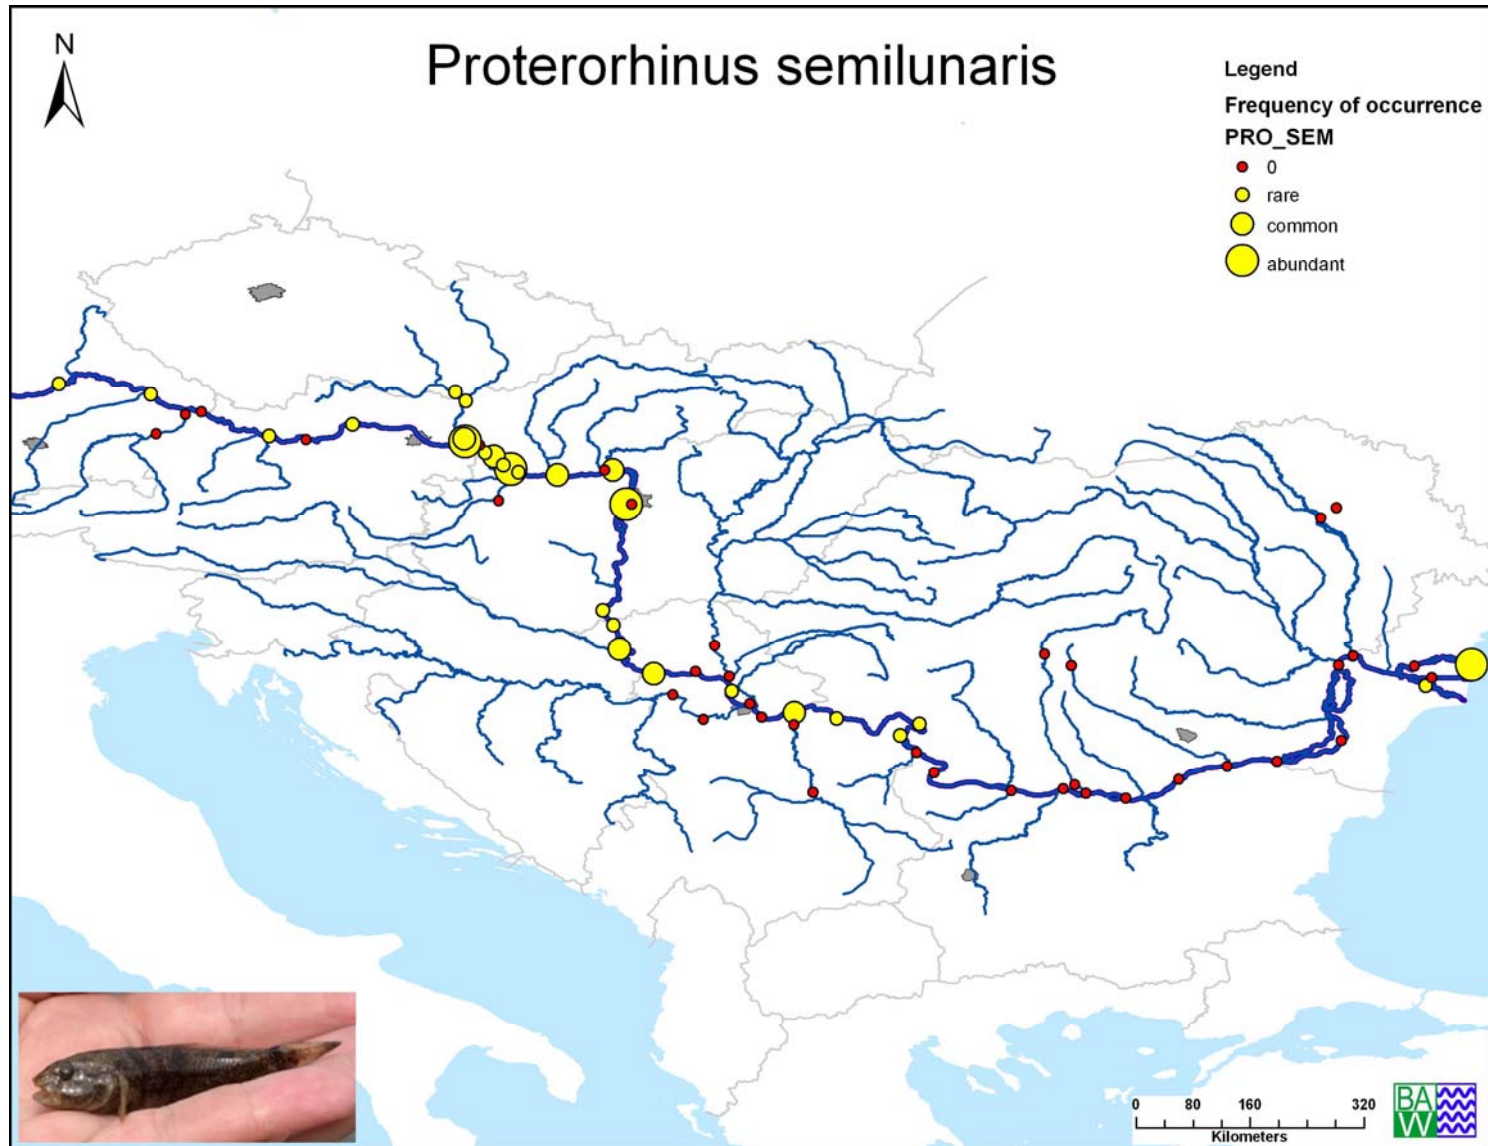 N
Proterorhinus semilunaris
Legend
Frequency of occurrence
PRO_SEM
0
rare
common
abundant
0 80 160 320
Kilometers
BA
W